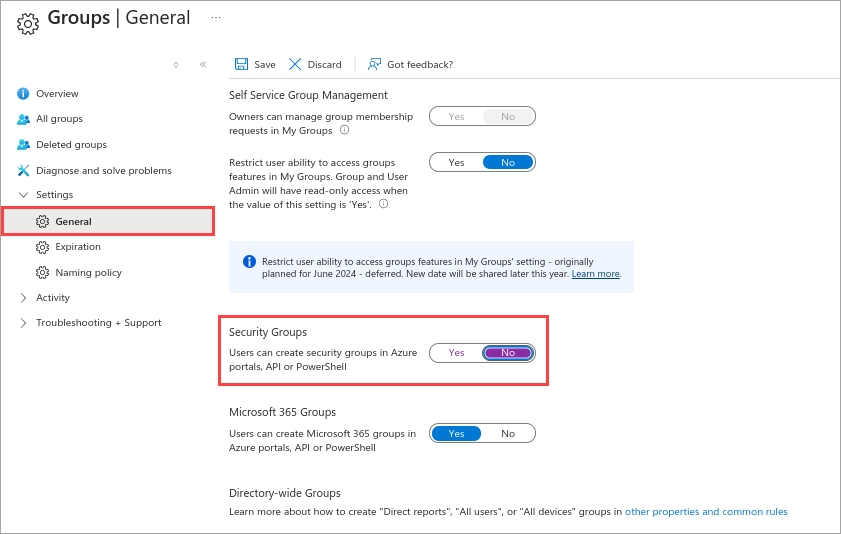 Groups | General ...
Save Discard Got feedback?
Overview
All groups
Deleted groups
Diagnose and solve problems
Settings
General
Expiration
Naming policy
Activity
Troubleshooting + Support
Self Service Group Management
Owners can manage group membership
requests in My Groups
Yes No
Restrict user ability to access groups
features in My Groups. Group and User
Admin will have read-only access when
the value of this setting is 'Yes'.
Yes No
Restrict user ability to access groups features in My Groups' setting - originally
planned for June 2024 - deferred. New date will be shared later this year. Learn more.
Security Groups
Users can create security groups in Azure
portals, API or PowerShell
Yes No
Microsoft 365 Groups
Users can create Microsoft 365 groups in
Azure portals, API or PowerShell
Yes No
Directory-wide Groups
Learn more about how to create "Direct reports", "All users", or "All devices" groups in other properties and common rules